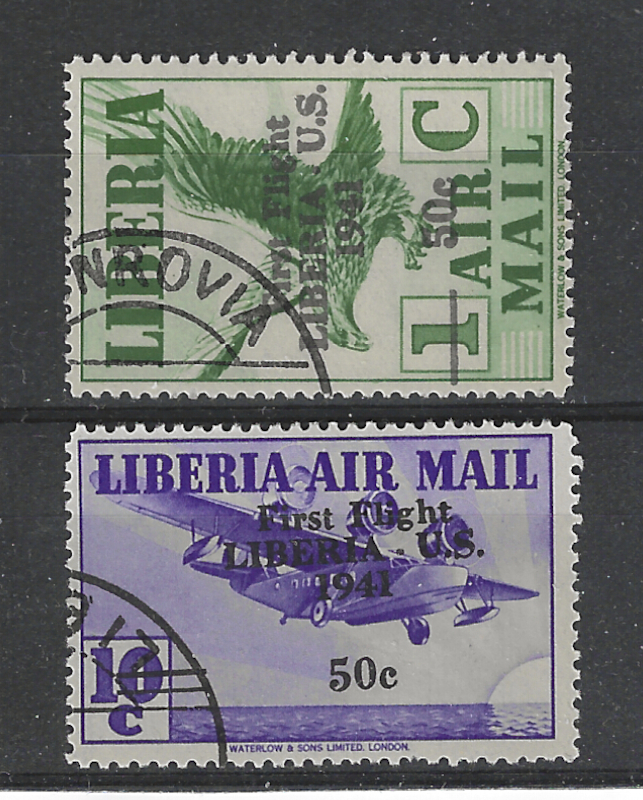 LIBERIA
First Flight
LIBERIA . U.S.
1941
50c
1 C
AIR
MAIL
WATERLOW & SONS LIMITED. LONDON.
NROVIA
LIBERIA AIR MAIL
First Flight
LIBERIA . U.S.
1941
50c
10
C
WATERLOW & SONS LIMITED. LONDON.